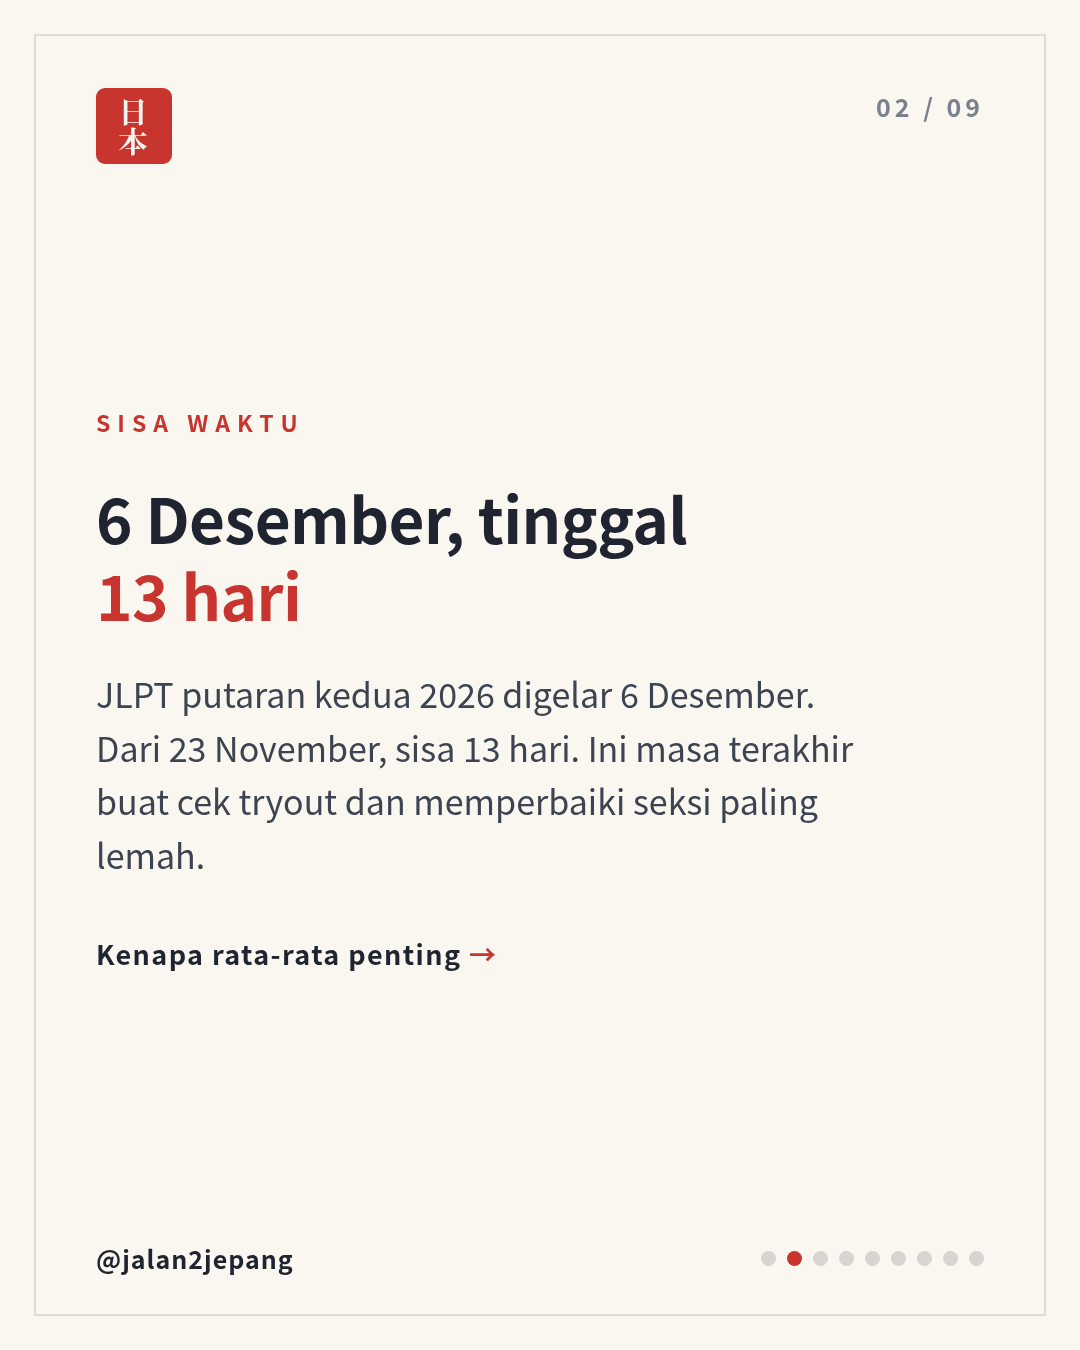 日本
02 / 09
SISA WAKTU
6 Desember, tinggal
13 hari
JLPT putaran kedua 2026 digelar 6 Desember.
Dari 23 November, sisa 13 hari. Ini masa terakhir
buat cek tryout dan memperbaiki seksi paling
lemah.
Kenapa rata-rata penting →
@jalan2jepang